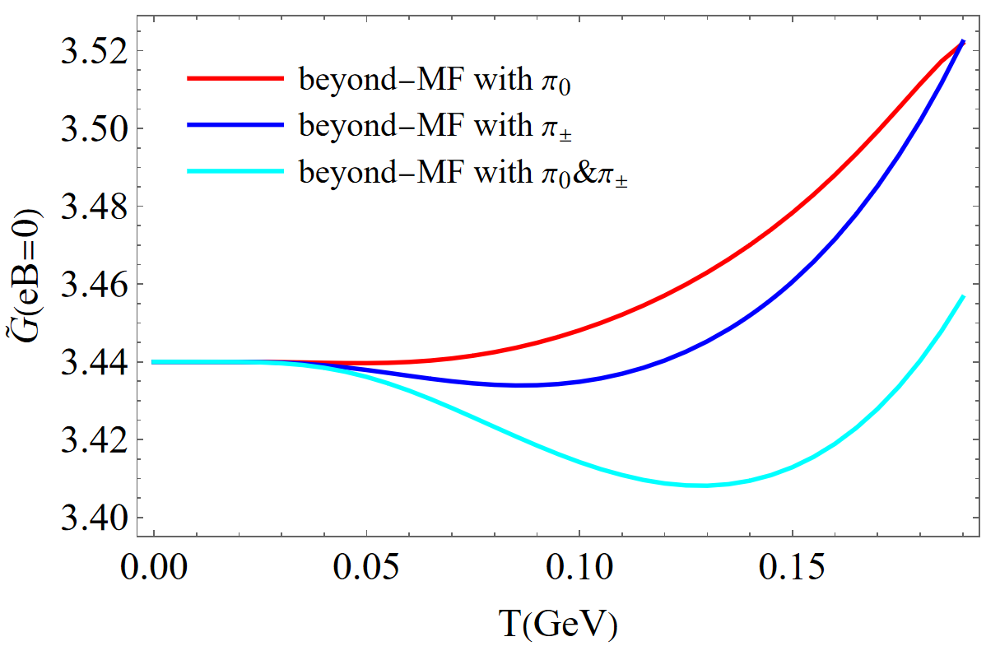 3.52
3.50
3.48
3.46
3.44
3.42
3.40
G̃(eB=0)
beyond−MF with π₀
beyond−MF with π±
beyond−MF with π₀&π±
0.00 0.05 0.10 0.15
T(GeV)